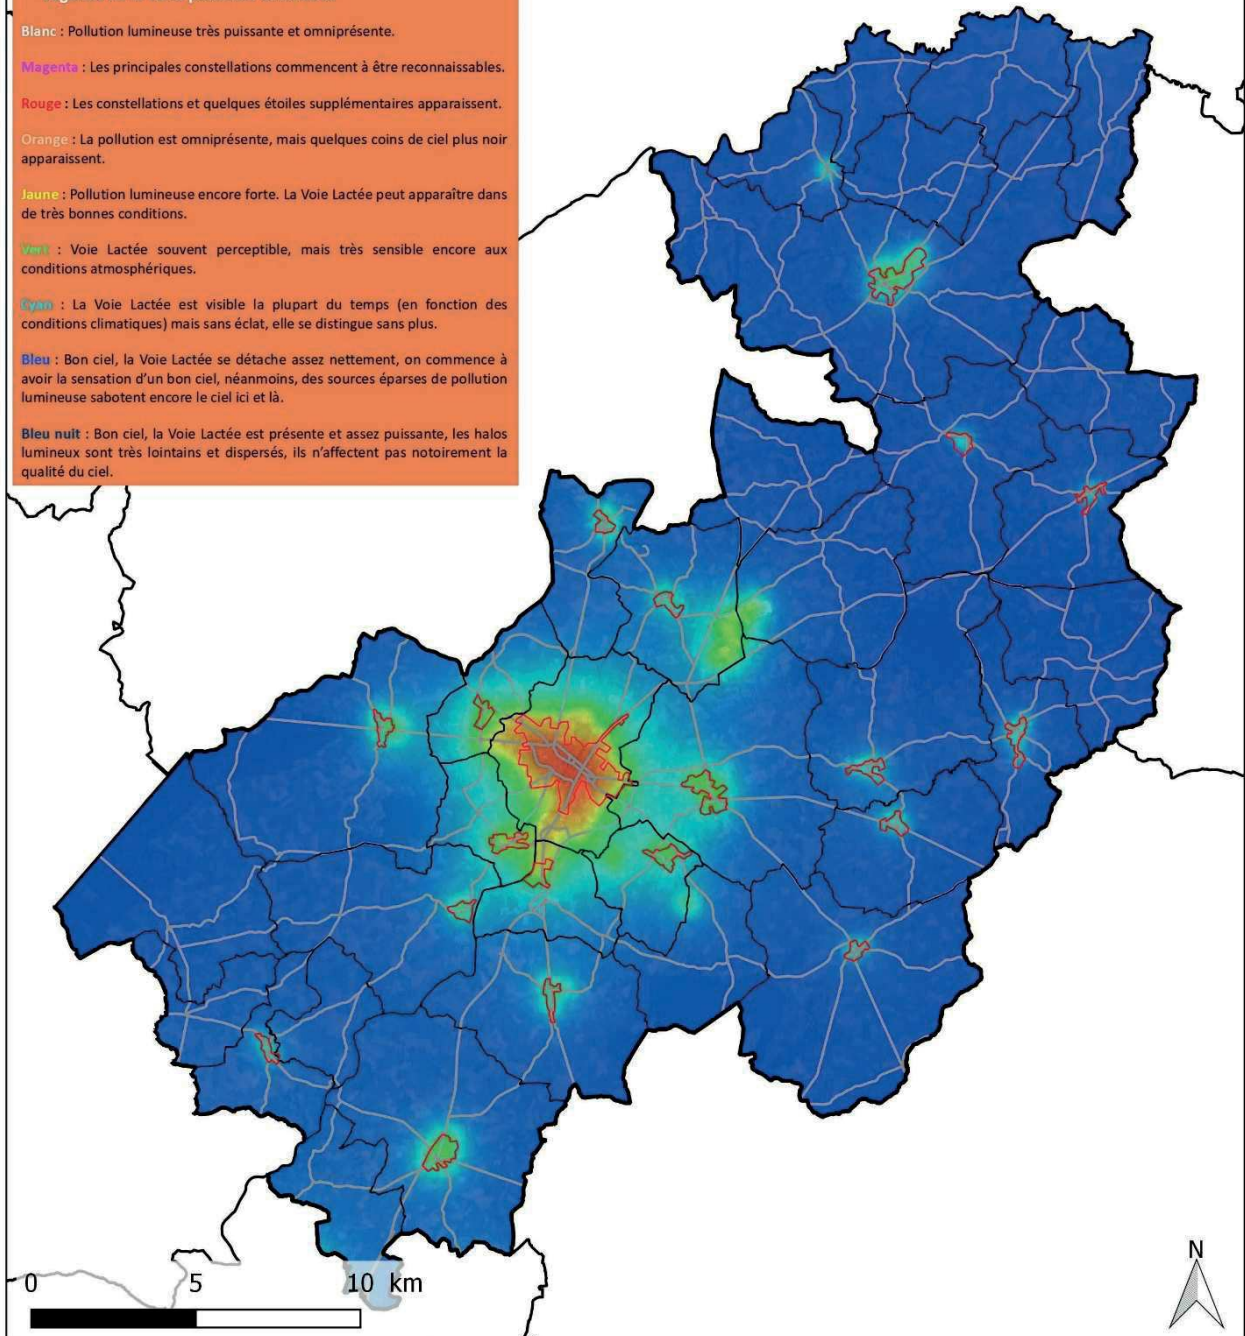 Blanc : Pollution lumineuse très puissante et omniprésente.
Magenta : Les principales constellations commencent à être reconnaissables.
Rouge : Les constellations et quelques étoiles supplémentaires apparaissent.
Orange : La pollution est omniprésente, mais quelques coins de ciel plus noir
apparaissent.
Jaune : Pollution lumineuse encore forte. La Voie Lactée peut apparaître dans
de très bonnes conditions.
Vert : Voie Lactée souvent perceptible, mais très sensible encore aux
conditions atmosphériques.
Cyan : La Voie Lactée est visible la plupart du temps (en fonction des
conditions climatiques) mais sans éclat, elle se distingue sans plus.
Bleu : Bon ciel, la Voie Lactée se détache assez nettement, on commence à
avoir la sensation d'un bon ciel, néanmoins, des sources éparses de pollution
lumineuse sabotent encore le ciel ici et là.
Bleu nuit : Bon ciel, la Voie Lactée est présente et assez puissante, les halos
lumineux sont très lointains et dispersés, ils n'affectent pas notoirement la
qualité du ciel.
0 5 10 km
N